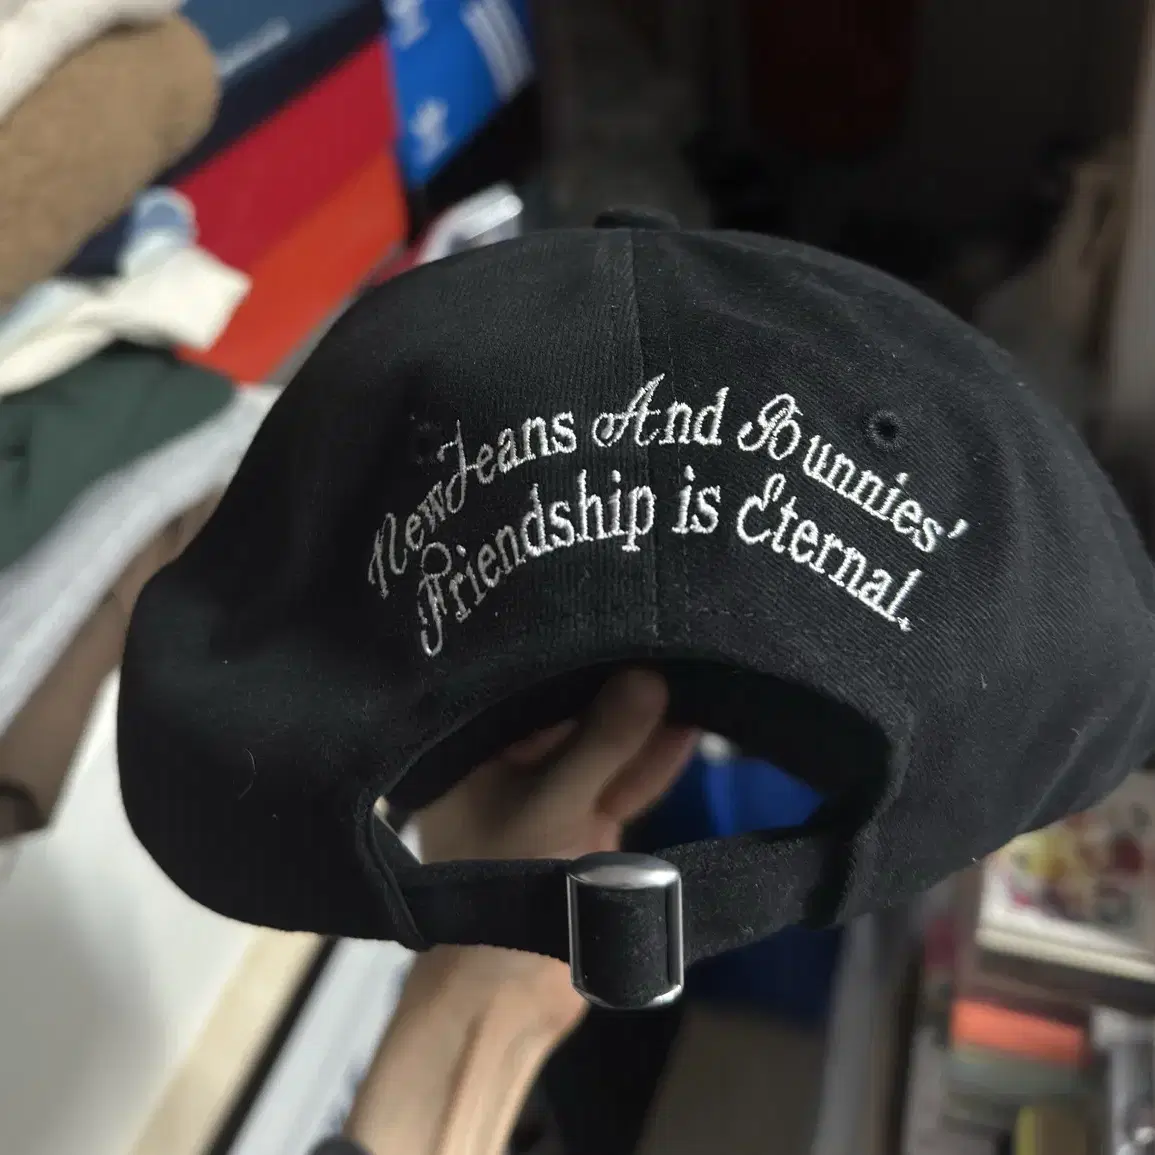 NewJeans And Bunnies'
Friendship is Eternal.